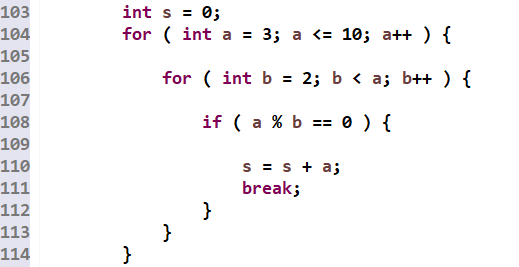 103 int s = 0;
104 for ( int a = 3; a <= 10; a++ ) {
105
106 for ( int b = 2; b < a; b++ ) {
107
108 if ( a % b == 0 ) {
109
110 s = s + a;
111 break;
112 }
113 }
114 }